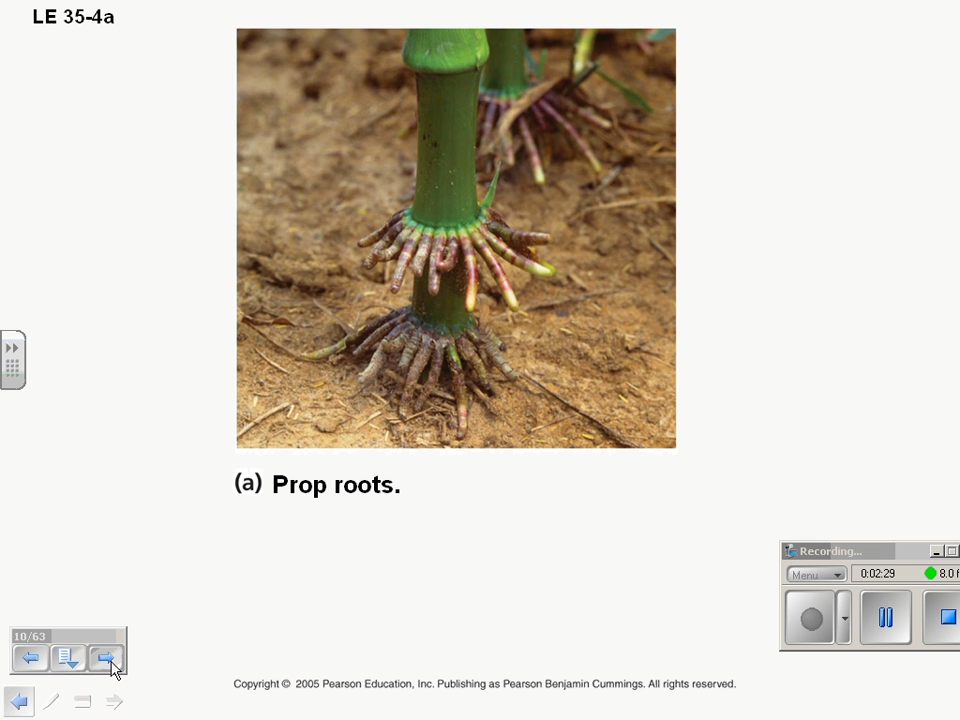 LE 35-4a
(a) Prop roots.
Recording...
Menu
0:02:29
8.0 f
10/63
Copyright © 2005 Pearson Education, Inc. Publishing as Pearson Benjamin Cummings. All rights reserved.